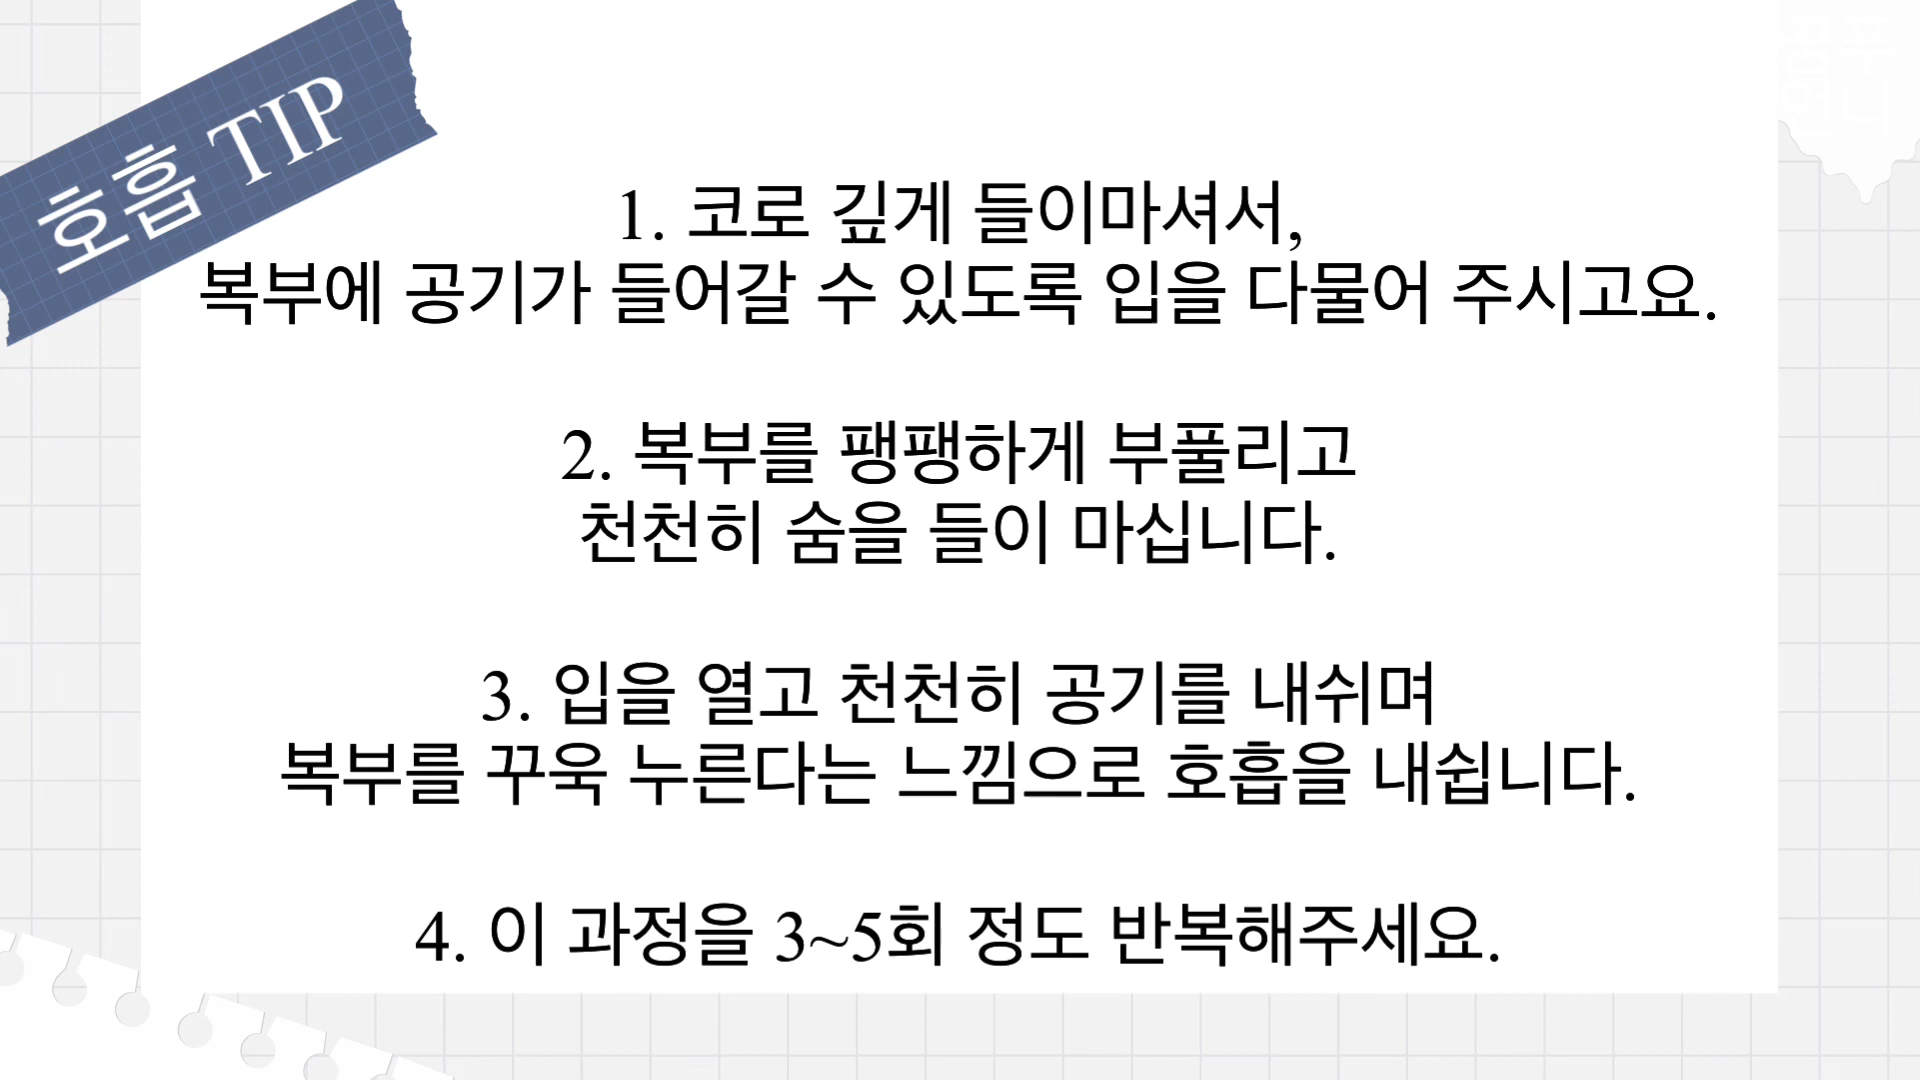 호흡 TIP
1. 코로 깊게 들이마셔서,
복부에 공기가 들어갈 수 있도록 입을 다물어 주시고요.
2. 복부를 팽팽하게 부풀리고
천천히 숨을 들이 마십니다.
3. 입을 열고 천천히 공기를 내쉬며
복부를 꾸욱 누른다는 느낌으로 호흡을 내쉽니다.
4. 이 과정을 3~5회 정도 반복해주세요.